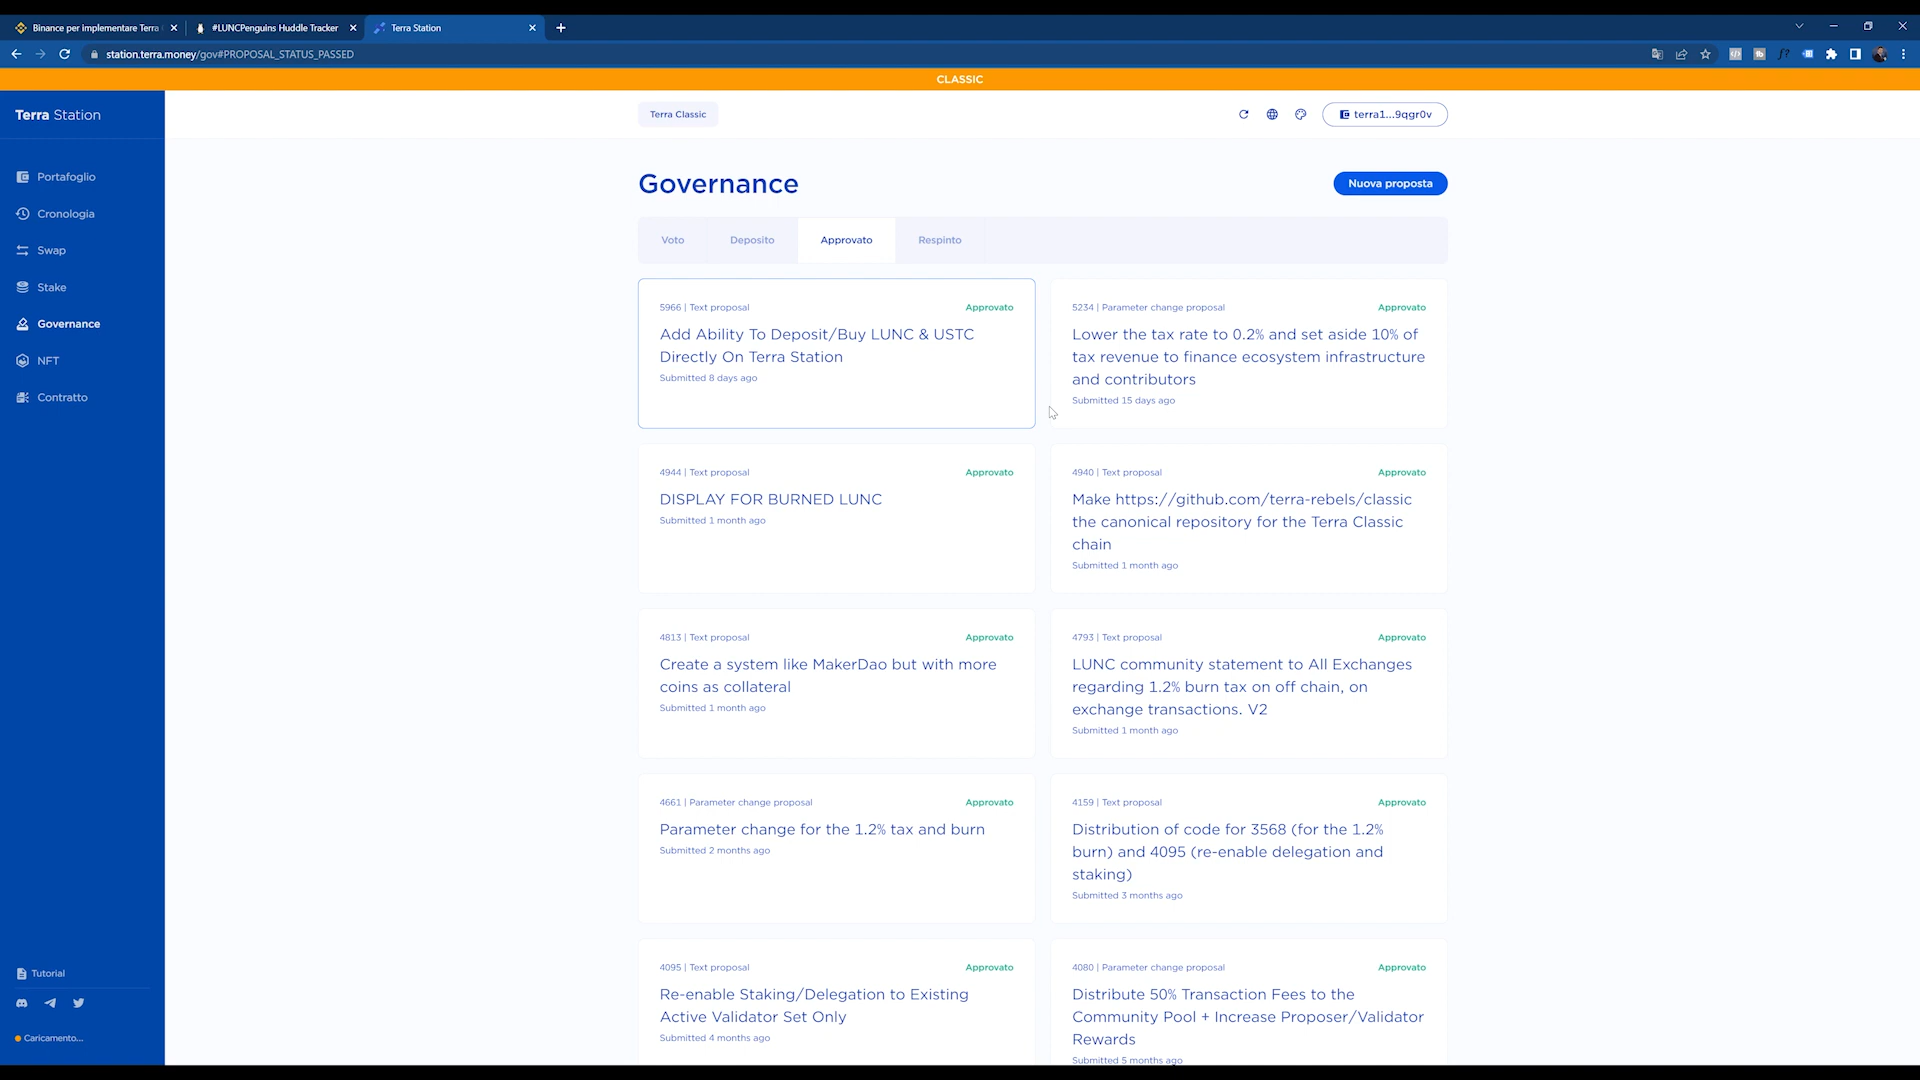 Binance per implementare Terra
#LUNCPenguins Huddle Tracker
Terra Station
station.terra.money/gov#PROPOSAL_STATUS_PASSED
CLASSIC
Terra Station
Terra Classic
terra1...9qgr0v
Portafoglio
Cronologia
Swap
Stake
Governance
NFT
Contratto
Governance
Nuova proposta
Voto
Deposito
Approvato
Respinto
5966 | Text proposal
Approvato
Add Ability To Deposit/Buy LUNC & USTC
Directly On Terra Station
Submitted 8 days ago
5234 | Parameter change proposal
Approvato
Lower the tax rate to 0.2% and set aside 10% of
tax revenue to finance ecosystem infrastructure
and contributors
Submitted 15 days ago
4944 | Text proposal
Approvato
DISPLAY FOR BURNED LUNC
Submitted 1 month ago
4940 | Text proposal
Approvato
Make https://github.com/terra-rebels/classic
the canonical repository for the Terra Classic
chain
Submitted 1 month ago
4813 | Text proposal
Approvato
Create a system like MakerDao but with more
coins as collateral
Submitted 1 month ago
4793 | Text proposal
Approvato
LUNC community statement to All Exchanges
regarding 1.2% burn tax on off chain, on
exchange transactions. V2
Submitted 1 month ago
4661 | Parameter change proposal
Approvato
Parameter change for the 1.2% tax and burn
Submitted 2 months ago
4159 | Text proposal
Approvato
Distribution of code for 3568 (for the 1.2%
burn) and 4095 (re-enable delegation and
staking)
Submitted 3 months ago
4095 | Text proposal
Approvato
Re-enable Staking/Delegation to Existing
Active Validator Set Only
Submitted 4 months ago
4080 | Parameter change proposal
Approvato
Distribute 50% Transaction Fees to the
Community Pool + Increase Proposer/Validator
Rewards
Submitted 5 months ago
Tutorial
Caricamento...